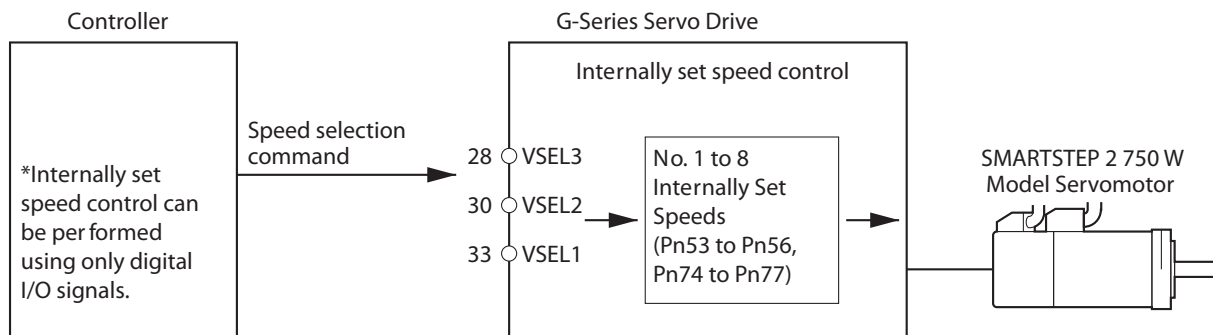 Controller
G-Series Servo Drive
Internally set speed control
Speed selection
command
*Internally set
speed control can
be per formed
using only digital
I/O signals.
28 VSEL3
30 VSEL2
33 VSEL1
No. 1 to 8
Internally Set
Speeds
(Pn53 to Pn56,
Pn74 to Pn77)
SMARTSTEP 2 750 W
Model Servomotor